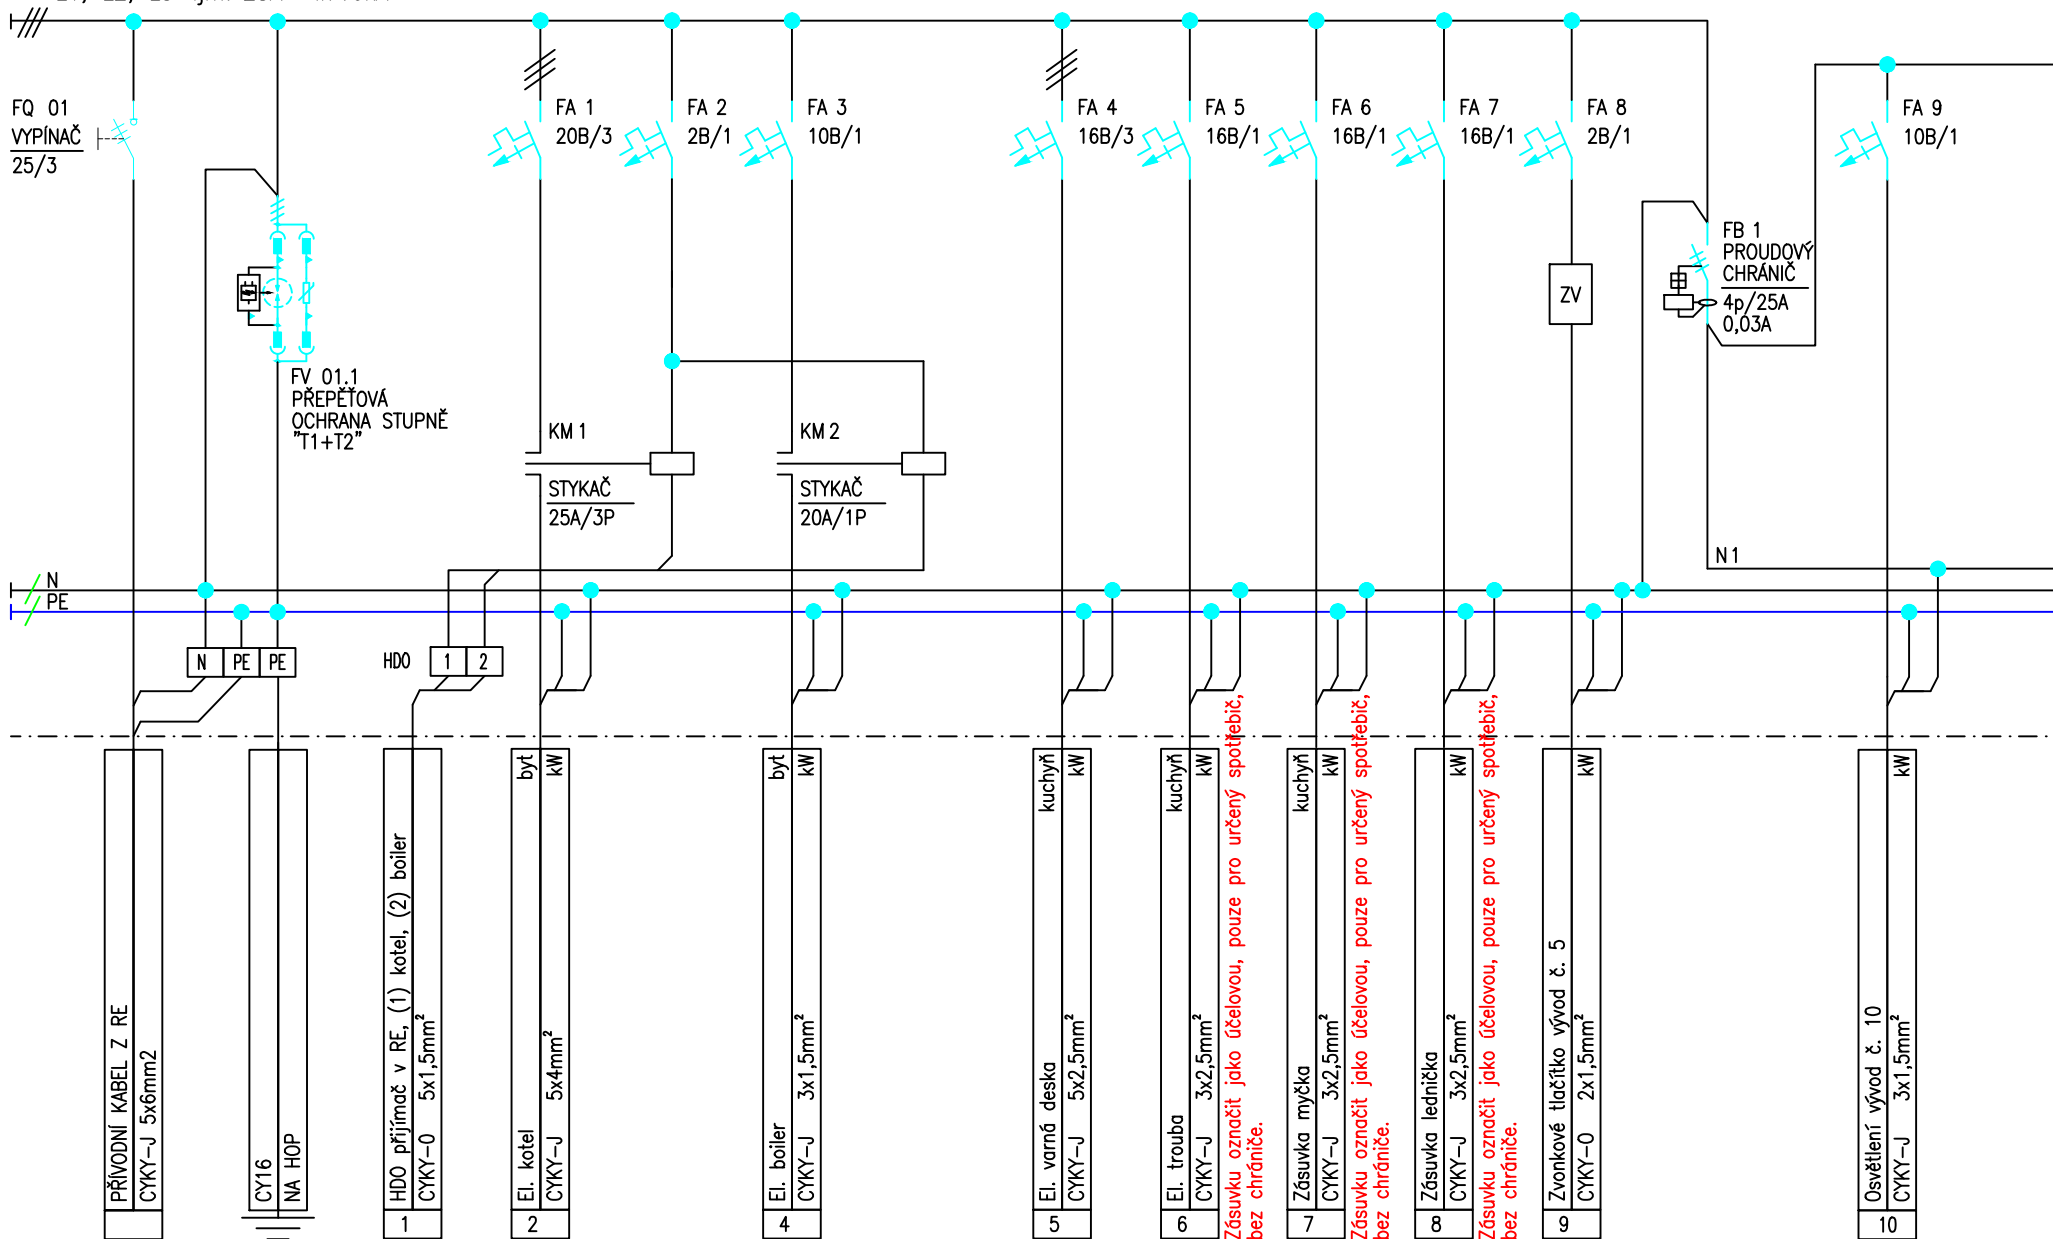 FQ 01
VYPÍNAČ
25/3
FV 01.1
PŘEPĚŤOVÁ
OCHRANA STUPNĚ
"T1+T2"
FA 1
20B/3
FA 2
2B/1
FA 3
10B/1
FA 4
16B/3
FA 5
16B/1
FA 6
16B/1
FA 7
16B/1
FA 8
2B/1
FA 9
10B/1
ZV
FB 1
PROUDOVÝ
CHRÁNIČ
4p/25A
0,03A
KM 1
STYKAČ
25A/3P
KM 2
STYKAČ
20A/1P
N 1
N
PE
N PE PE
HDO 1 2
PŘÍVODNÍ KABEL Z RE
CYKY-J 5x6mm2
CY16
NA HOP
HDO přijímač v RE, (1) kotel, (2) boiler
CYKY-O 5x1,5mm²
1
El. kotel byt
CYKY-J 5x4mm² kW
2
El. boiler byt
CYKY-J 3x1,5mm² kW
4
El. varná deska kuchyň
CYKY-J 5x2,5mm² kW
5
El. trouba kuchyň
CYKY-J 3x2,5mm² kW
6
Zásuvku označit jako účelovou, pouze pro určený spotřebič,
bez chrániče.
Zásuvka myčka kuchyň
CYKY-J 3x2,5mm² kW
7
Zásuvku označit jako účelovou, pouze pro určený spotřebič,
bez chrániče.
Zásuvka lednička
CYKY-J 3x2,5mm² kW
8
Zásuvku označit jako účelovou, pouze pro určený spotřebič,
bez chrániče.
Zvonkové tlačítko vývod č. 5
CYKY-O 2x1,5mm² kW
9
Osvětlení vývod č. 10
CYKY-J 3x1,5mm² kW
10